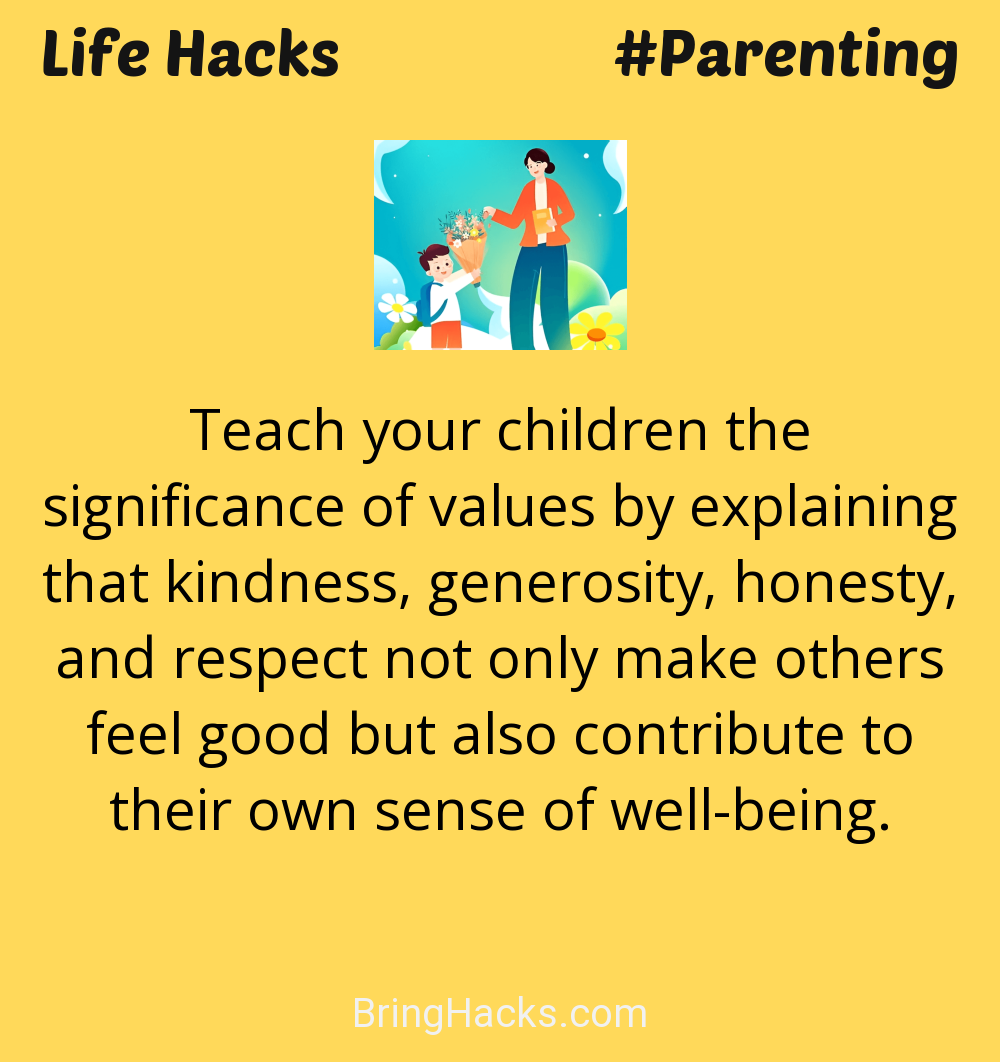 Life Hacks
#Parenting
Teach your children the
significance of values by explaining
that kindness, generosity, honesty,
and respect not only make others
feel good but also contribute to
their own sense of well-being.
BringHacks.com